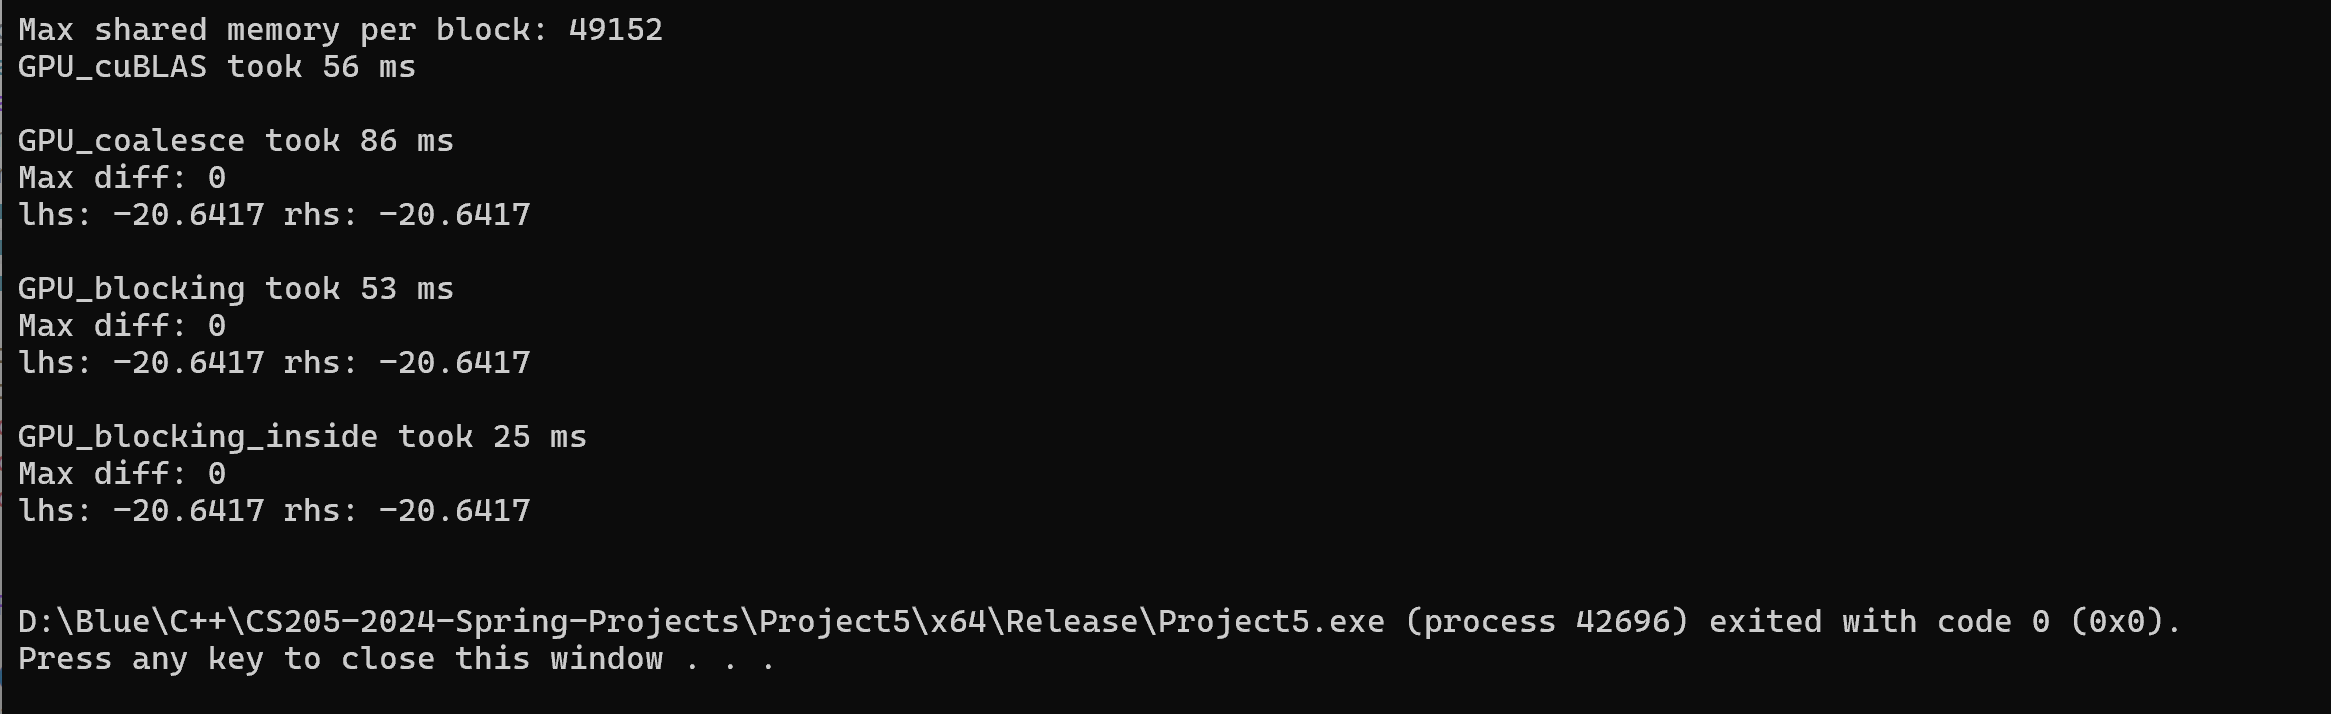 Max shared memory per block: 49152
GPU_cuBLAS took 56 ms
GPU_coalesce took 86 ms
Max diff: 0
lhs: -20.6417 rhs: -20.6417
GPU_blocking took 53 ms
Max diff: 0
lhs: -20.6417 rhs: -20.6417
GPU_blocking_inside took 25 ms
Max diff: 0
lhs: -20.6417 rhs: -20.6417
D:\Blue\C++\CS205-2024-Spring-Projects\Project5\x64\Release\Project5.exe (process 42696) exited with code 0 (0x0).
Press any key to close this window . . .